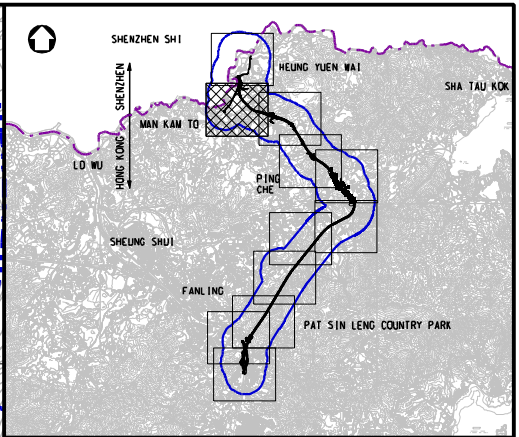 SHENZHEN SHI
HEUNG YUEN WAI
SHENZHEN
SHA TAU KOK
MAN KAM TO
LO WU
HONG KONG
PING
CHE
SHEUNG SHUI
FANLING
PAT SIN LENG COUNTRY PARK